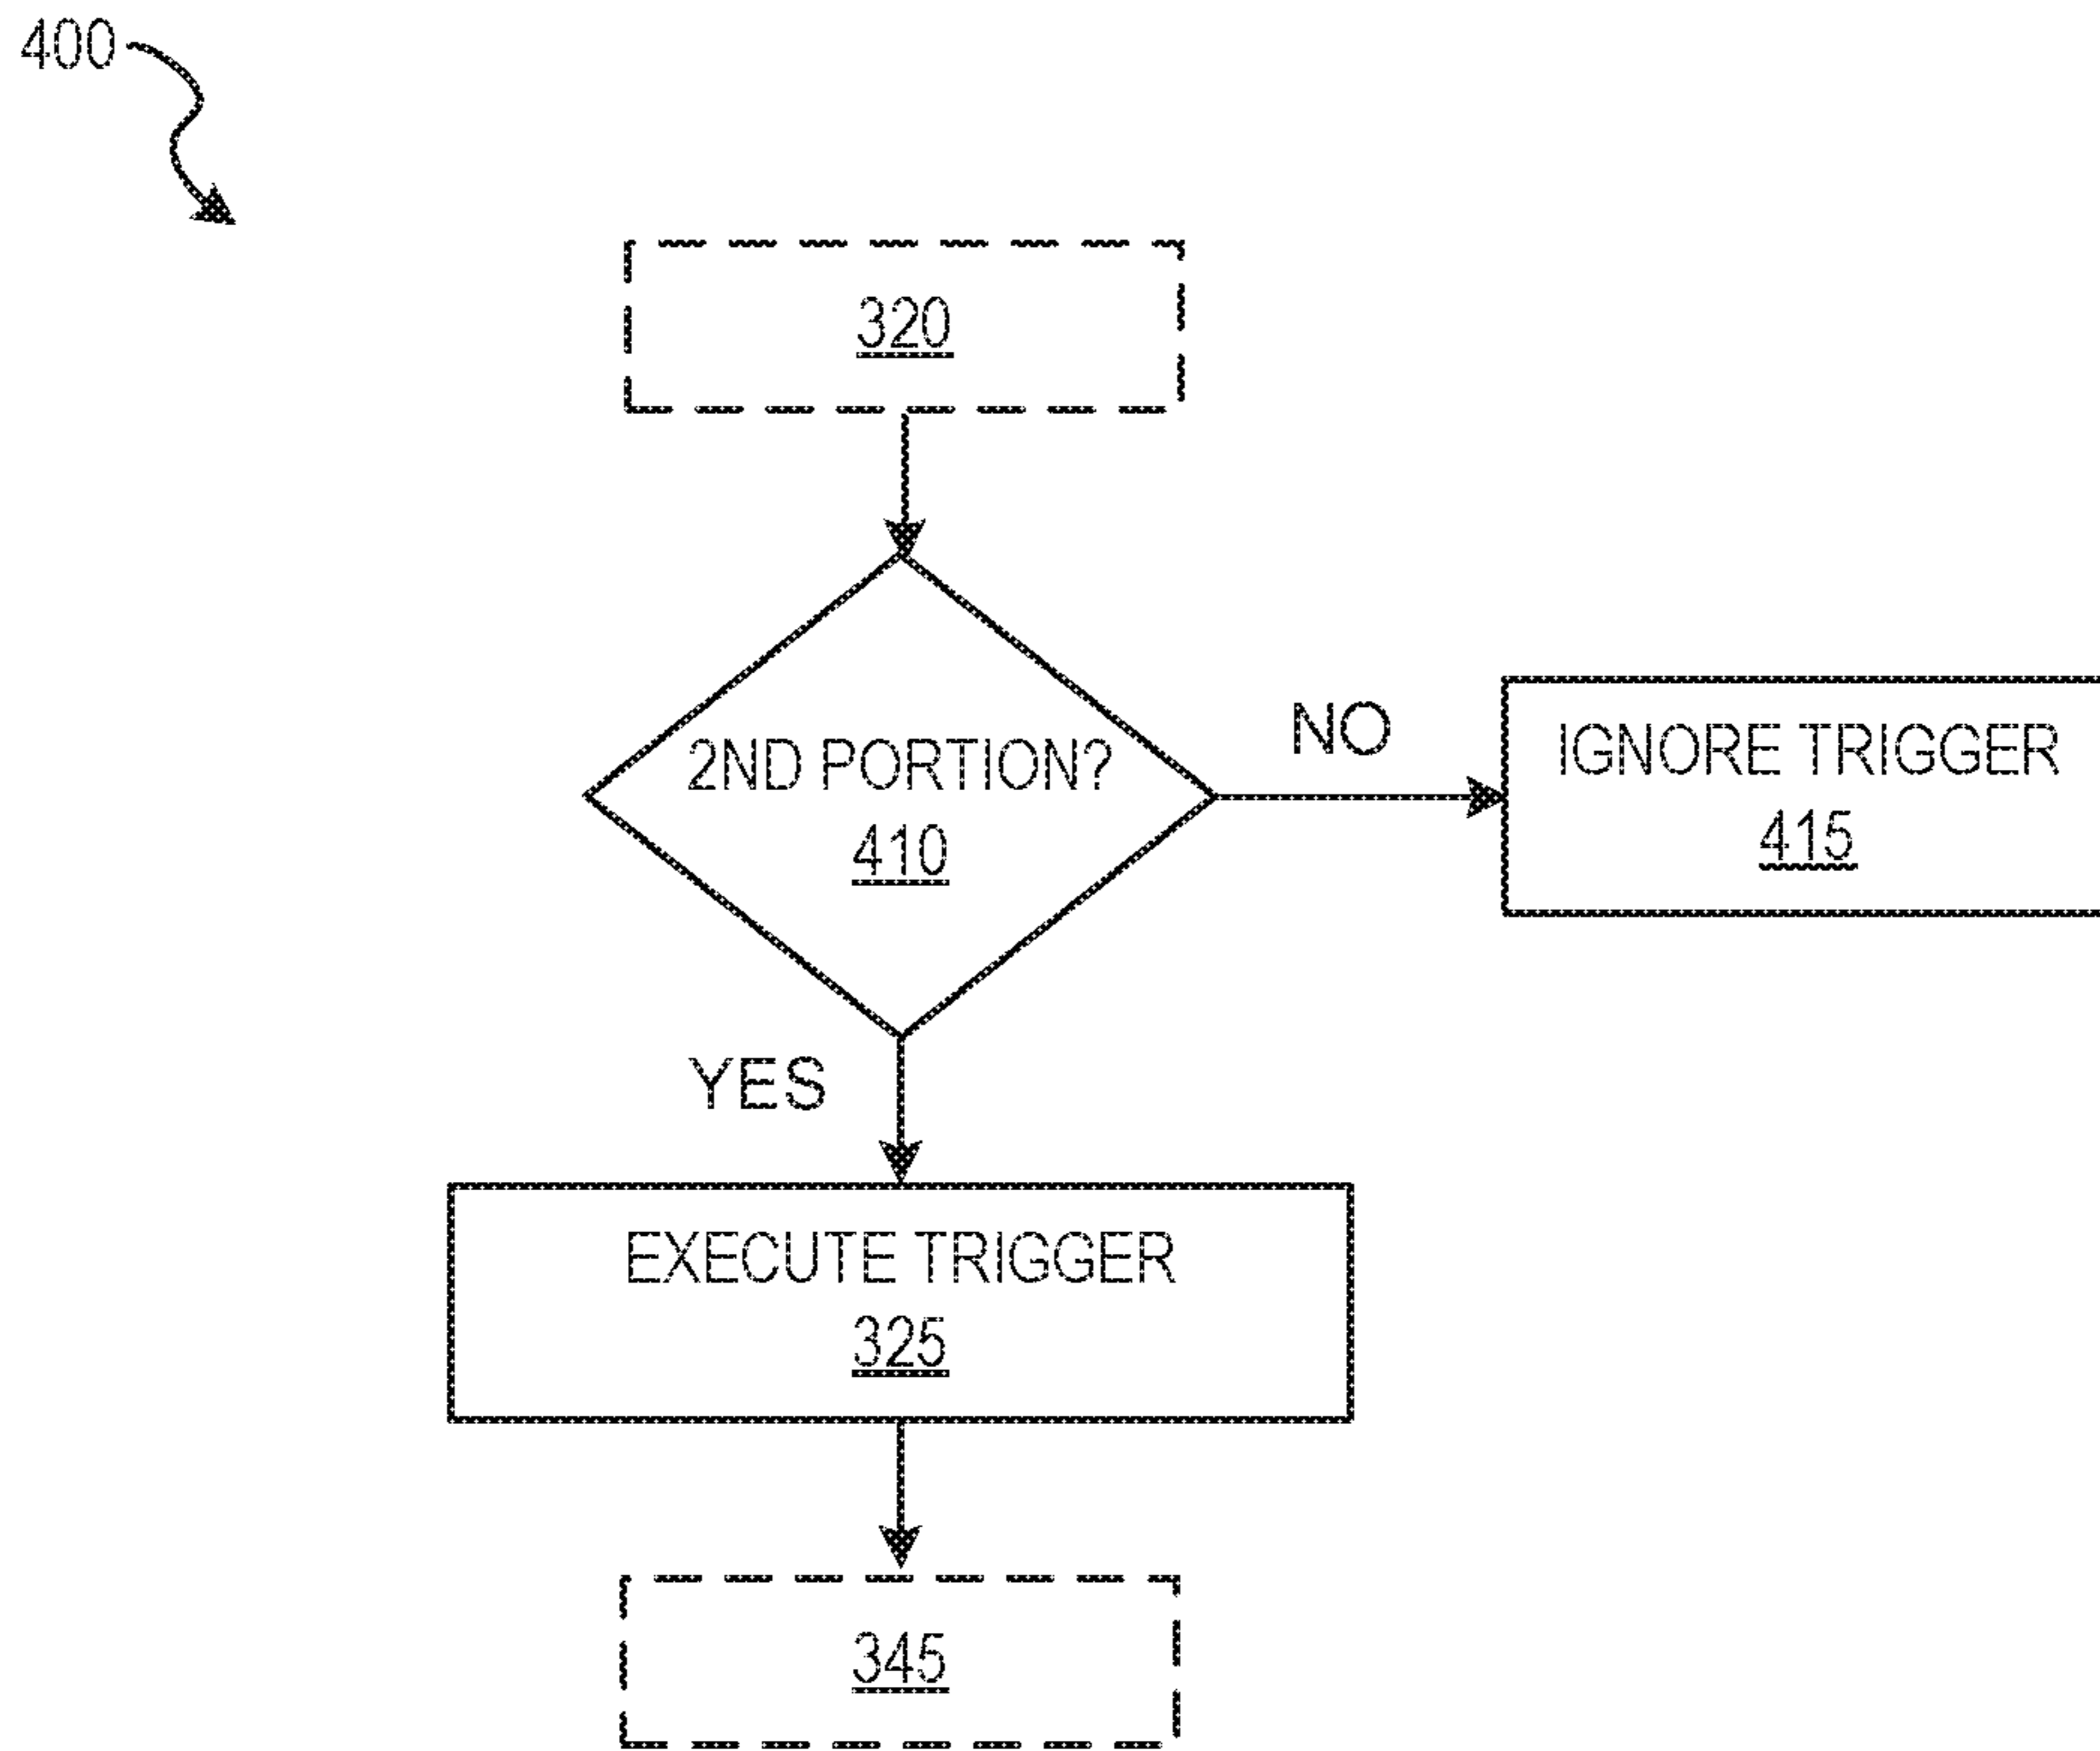 400
320
2ND PORTION?
410
NO
IGNORE TRIGGER
415
YES
EXECUTE TRIGGER
325
345